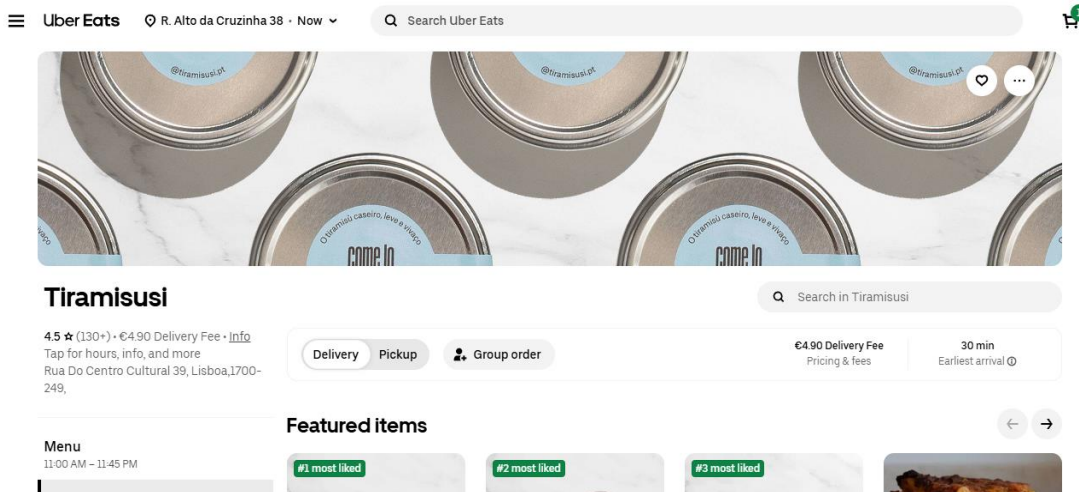 Uber Eats
R. Alto da Cruzinha 38 • Now
Search Uber Eats
@tiramisusi.pt
@tiramisusi.pt
@tiramisusi.pt
O tiramisù caseiro, leve e vivaço
come lo
O tiramisù caseiro, leve e vivaço
come lo
Tiramisusi
Search in Tiramisusi
4.5 ★ (130+) • €4.90 Delivery Fee • Info
Tap for hours, info, and more
Rua Do Centro Cultural 39, Lisboa,1700-
249,
Delivery
Pickup
Group order
€4.90 Delivery Fee
Pricing & fees
30 min
Earliest arrival
Featured items
Menu
11:00 AM – 11:45 PM
#1 most liked
#2 most liked
#3 most liked